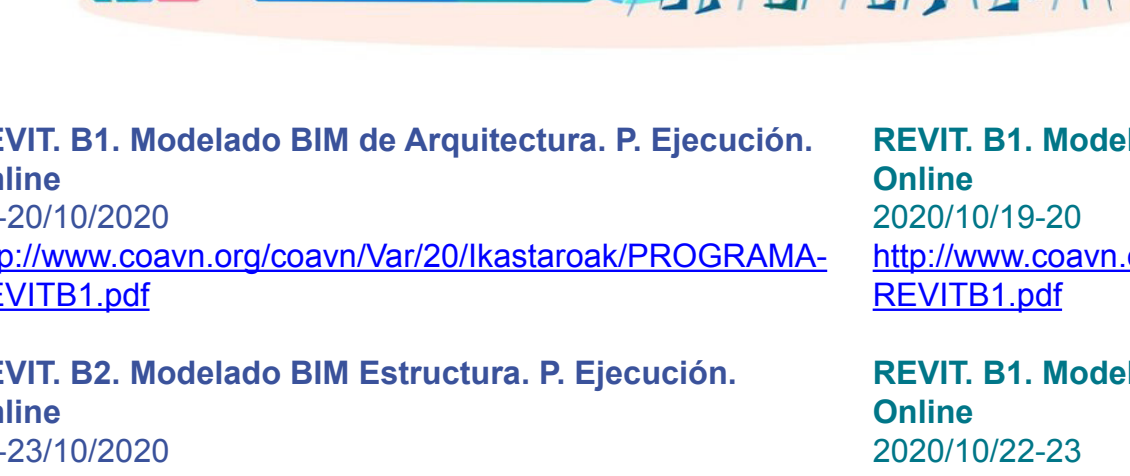 EVIT. B1. Modelado BIM de Arquitectura. P. Ejecución.
nline
-20/10/2020
p://www.coavn.org/coavn/Var/20/Ikastaroak/PROGRAMA-
EVITB1.pdf
EVIT. B2. Modelado BIM Estructura. P. Ejecución.
nline
-23/10/2020
REVIT. B1. Model
Online
2020/10/19-20
http://www.coavn.
REVITB1.pdf
REVIT. B1. Model
Online
2020/10/22-23